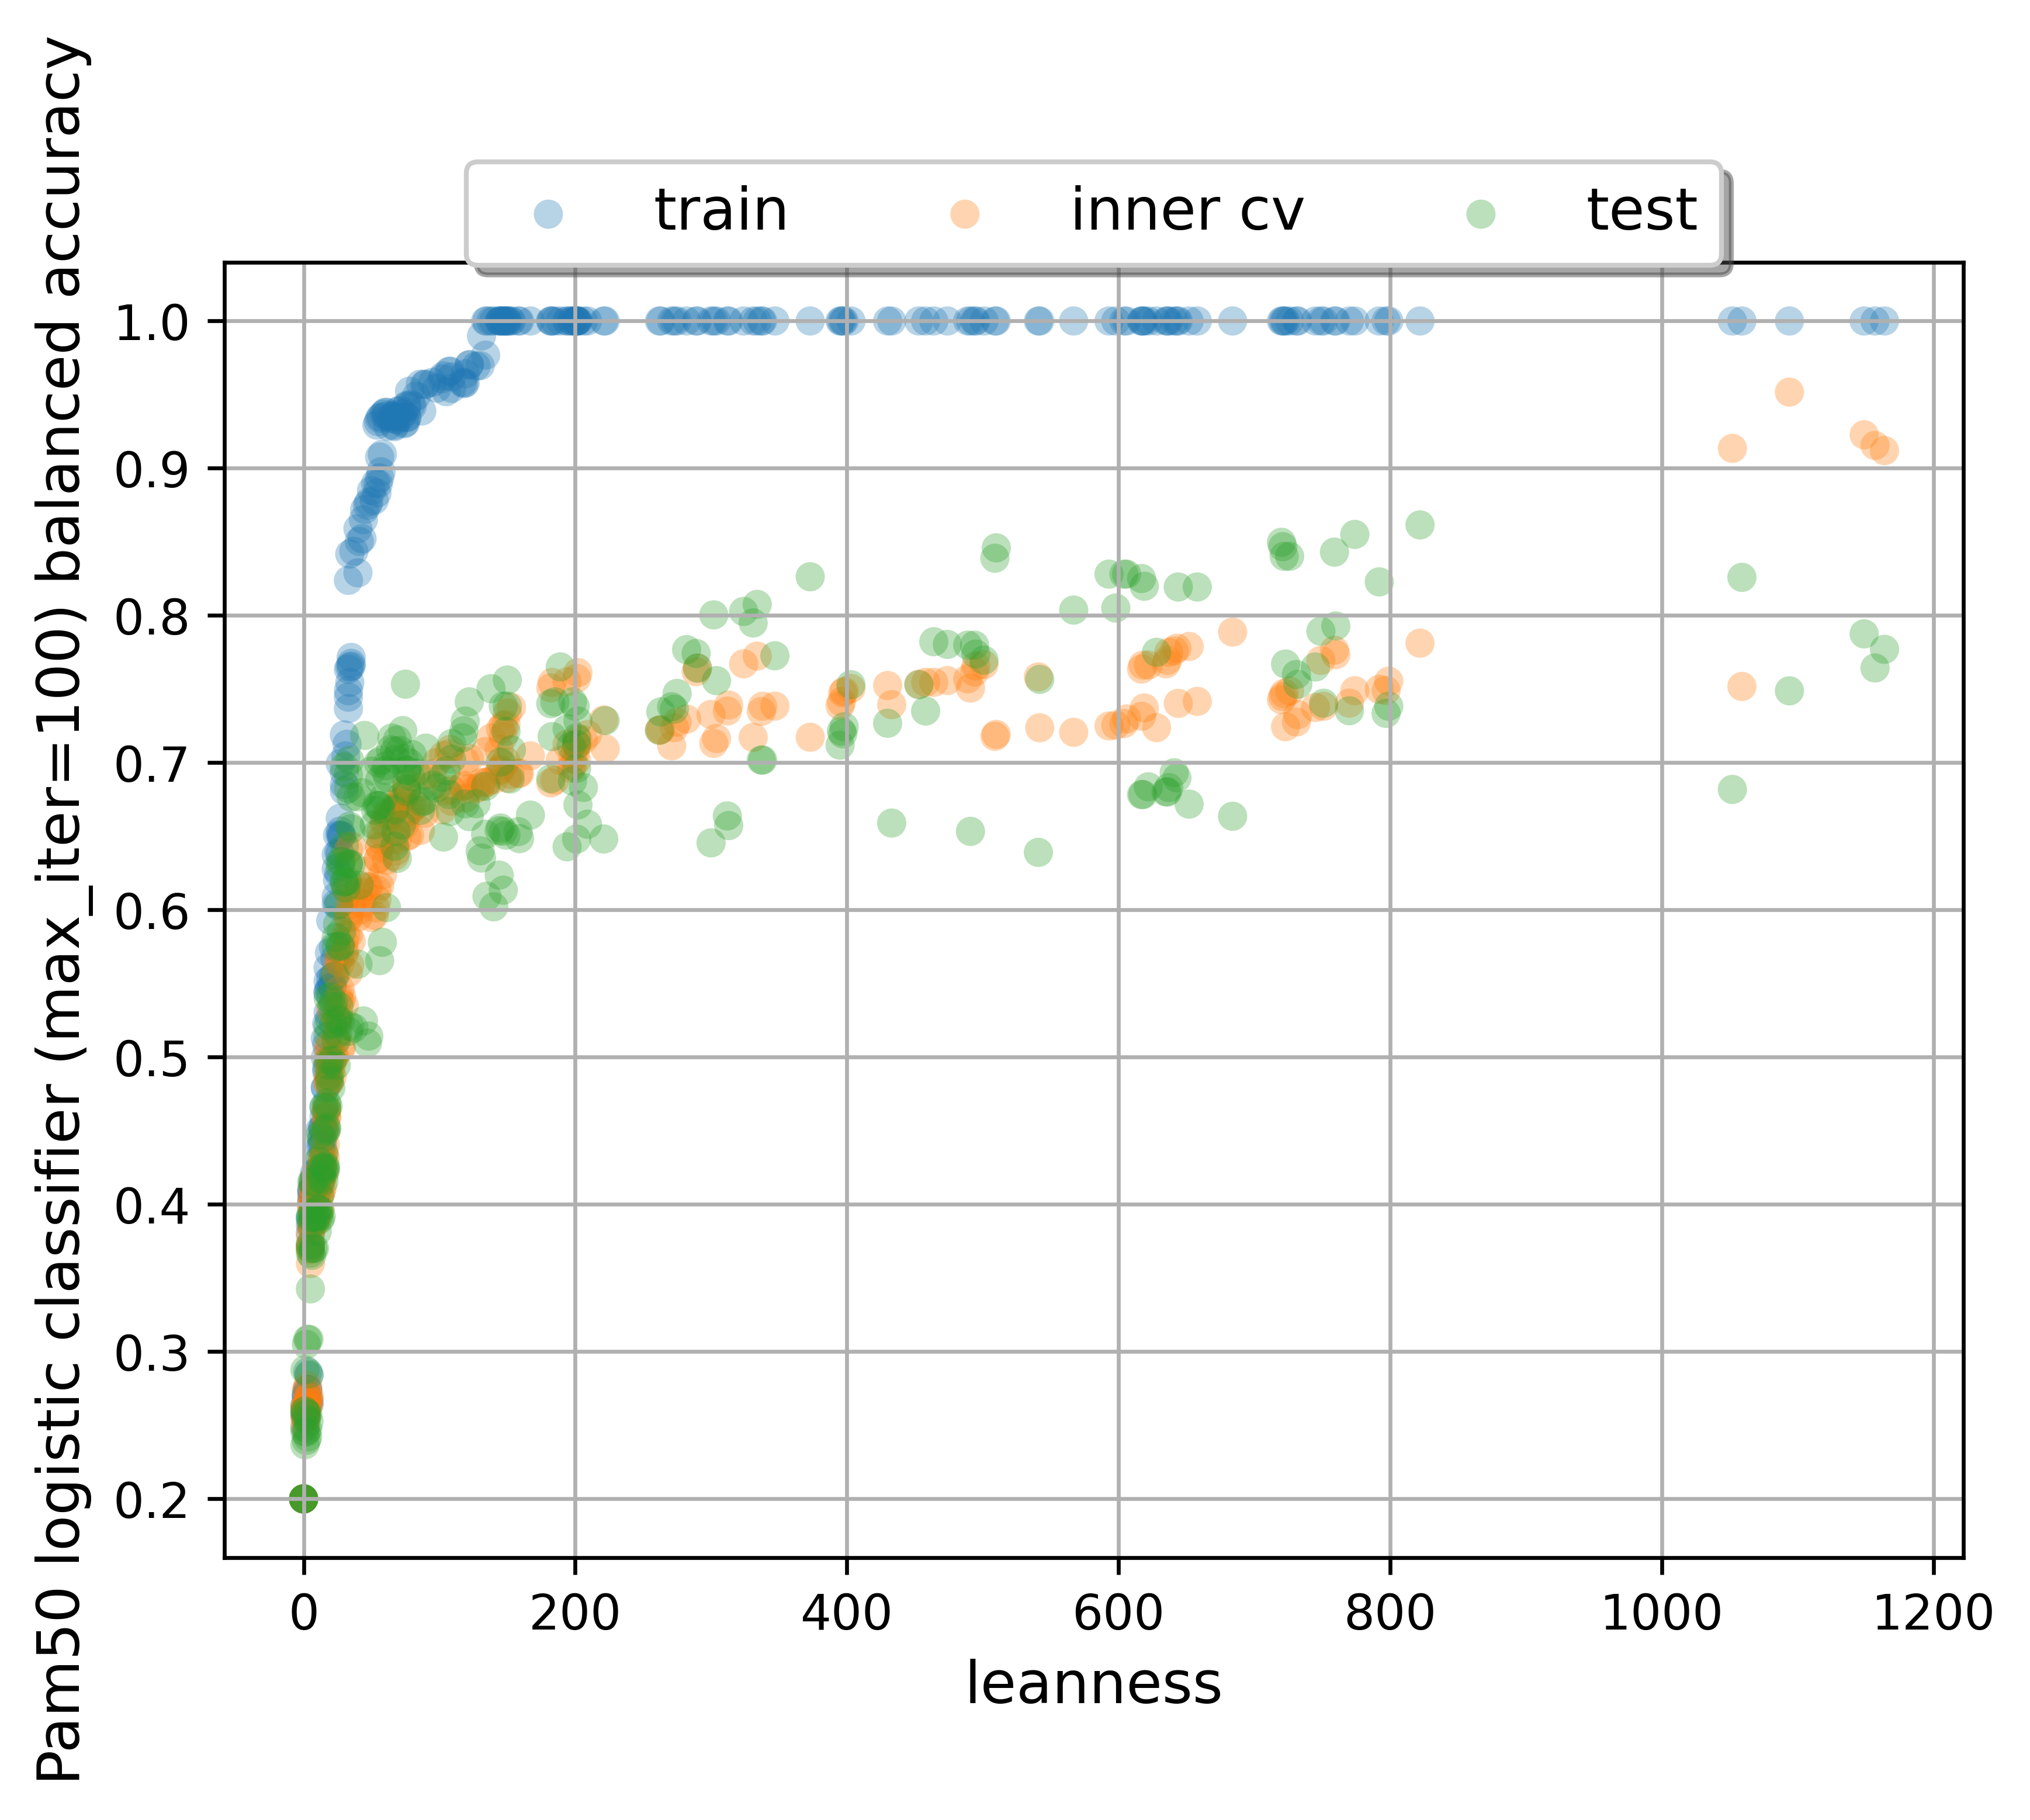 train inner cv test
Pam50 logistic classifier (max_iter=100) balanced accuracy
1.0
0.9
0.8
0.7
0.6
0.5
0.4
0.3
0.2
0 200 400 600 800 1000 1200
leanness